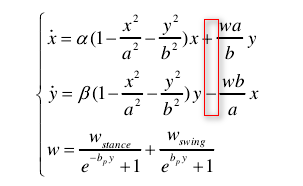 ẋ = α(1 − x²/a² − y²/b²)x + wa/b y
ẏ = β(1 − x²/a² − y²/b²)y − wb/a x
w = w_stance/(e^(−b_p y) + 1) + w_swing/(e^(b_p y) + 1)